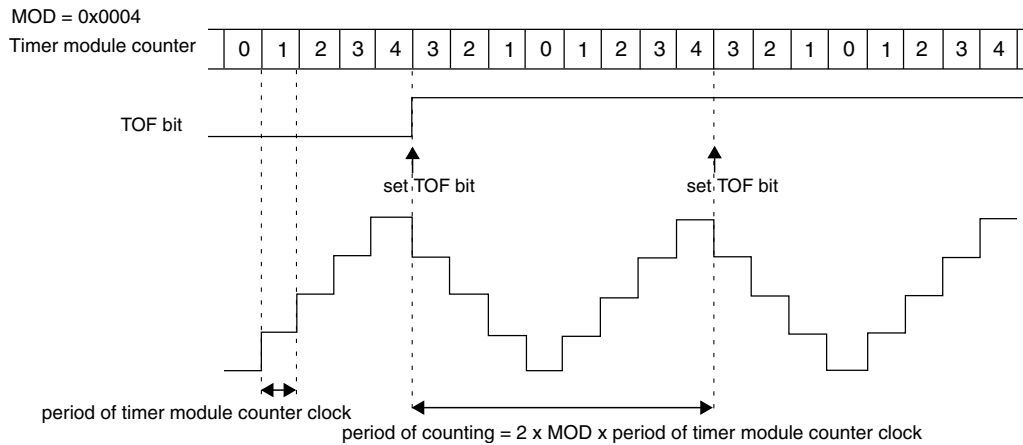 MOD = 0x0004
Timer module counter 0 1 2 3 4 3 2 1 0 1 2 3 4 3 2 1 0 1 2 3 4
TOF bit
set TOF bit set TOF bit
period of timer module counter clock
period of counting = 2 x MOD x period of timer module counter clock